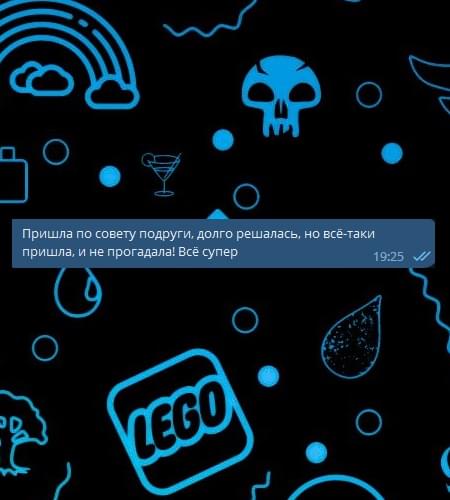 Пришла по совету подруги, долго решалась, но всё-таки
пришла, и не прогадала! Всё супер
19:25
LEGO